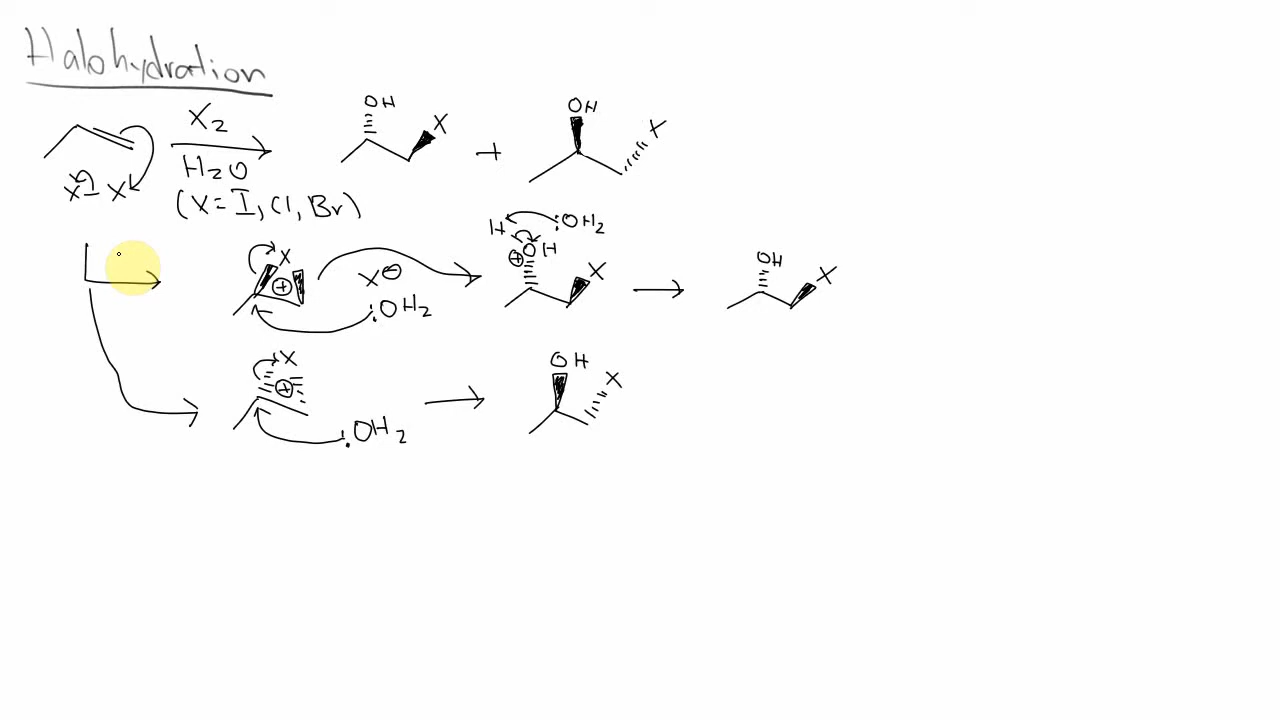 Halohydration
X2
H2O
(X = I, Cl, Br)
X X
OH
X
+
OH
X
X
⊕
X⊖
:OH2
H
:OH2
⊕OH
X
OH
X
X
⊕
:OH2
OH
X